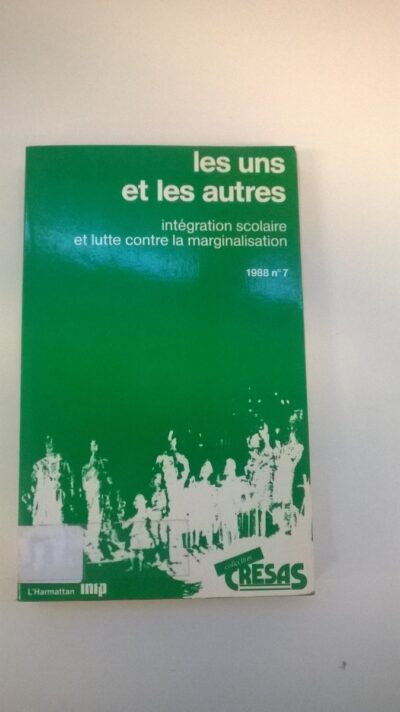 les uns
et les autres
intégration scolaire
et lutte contre la marginalisation
1988 n° 7
collection
CRESAS
L'Harmattan inrp